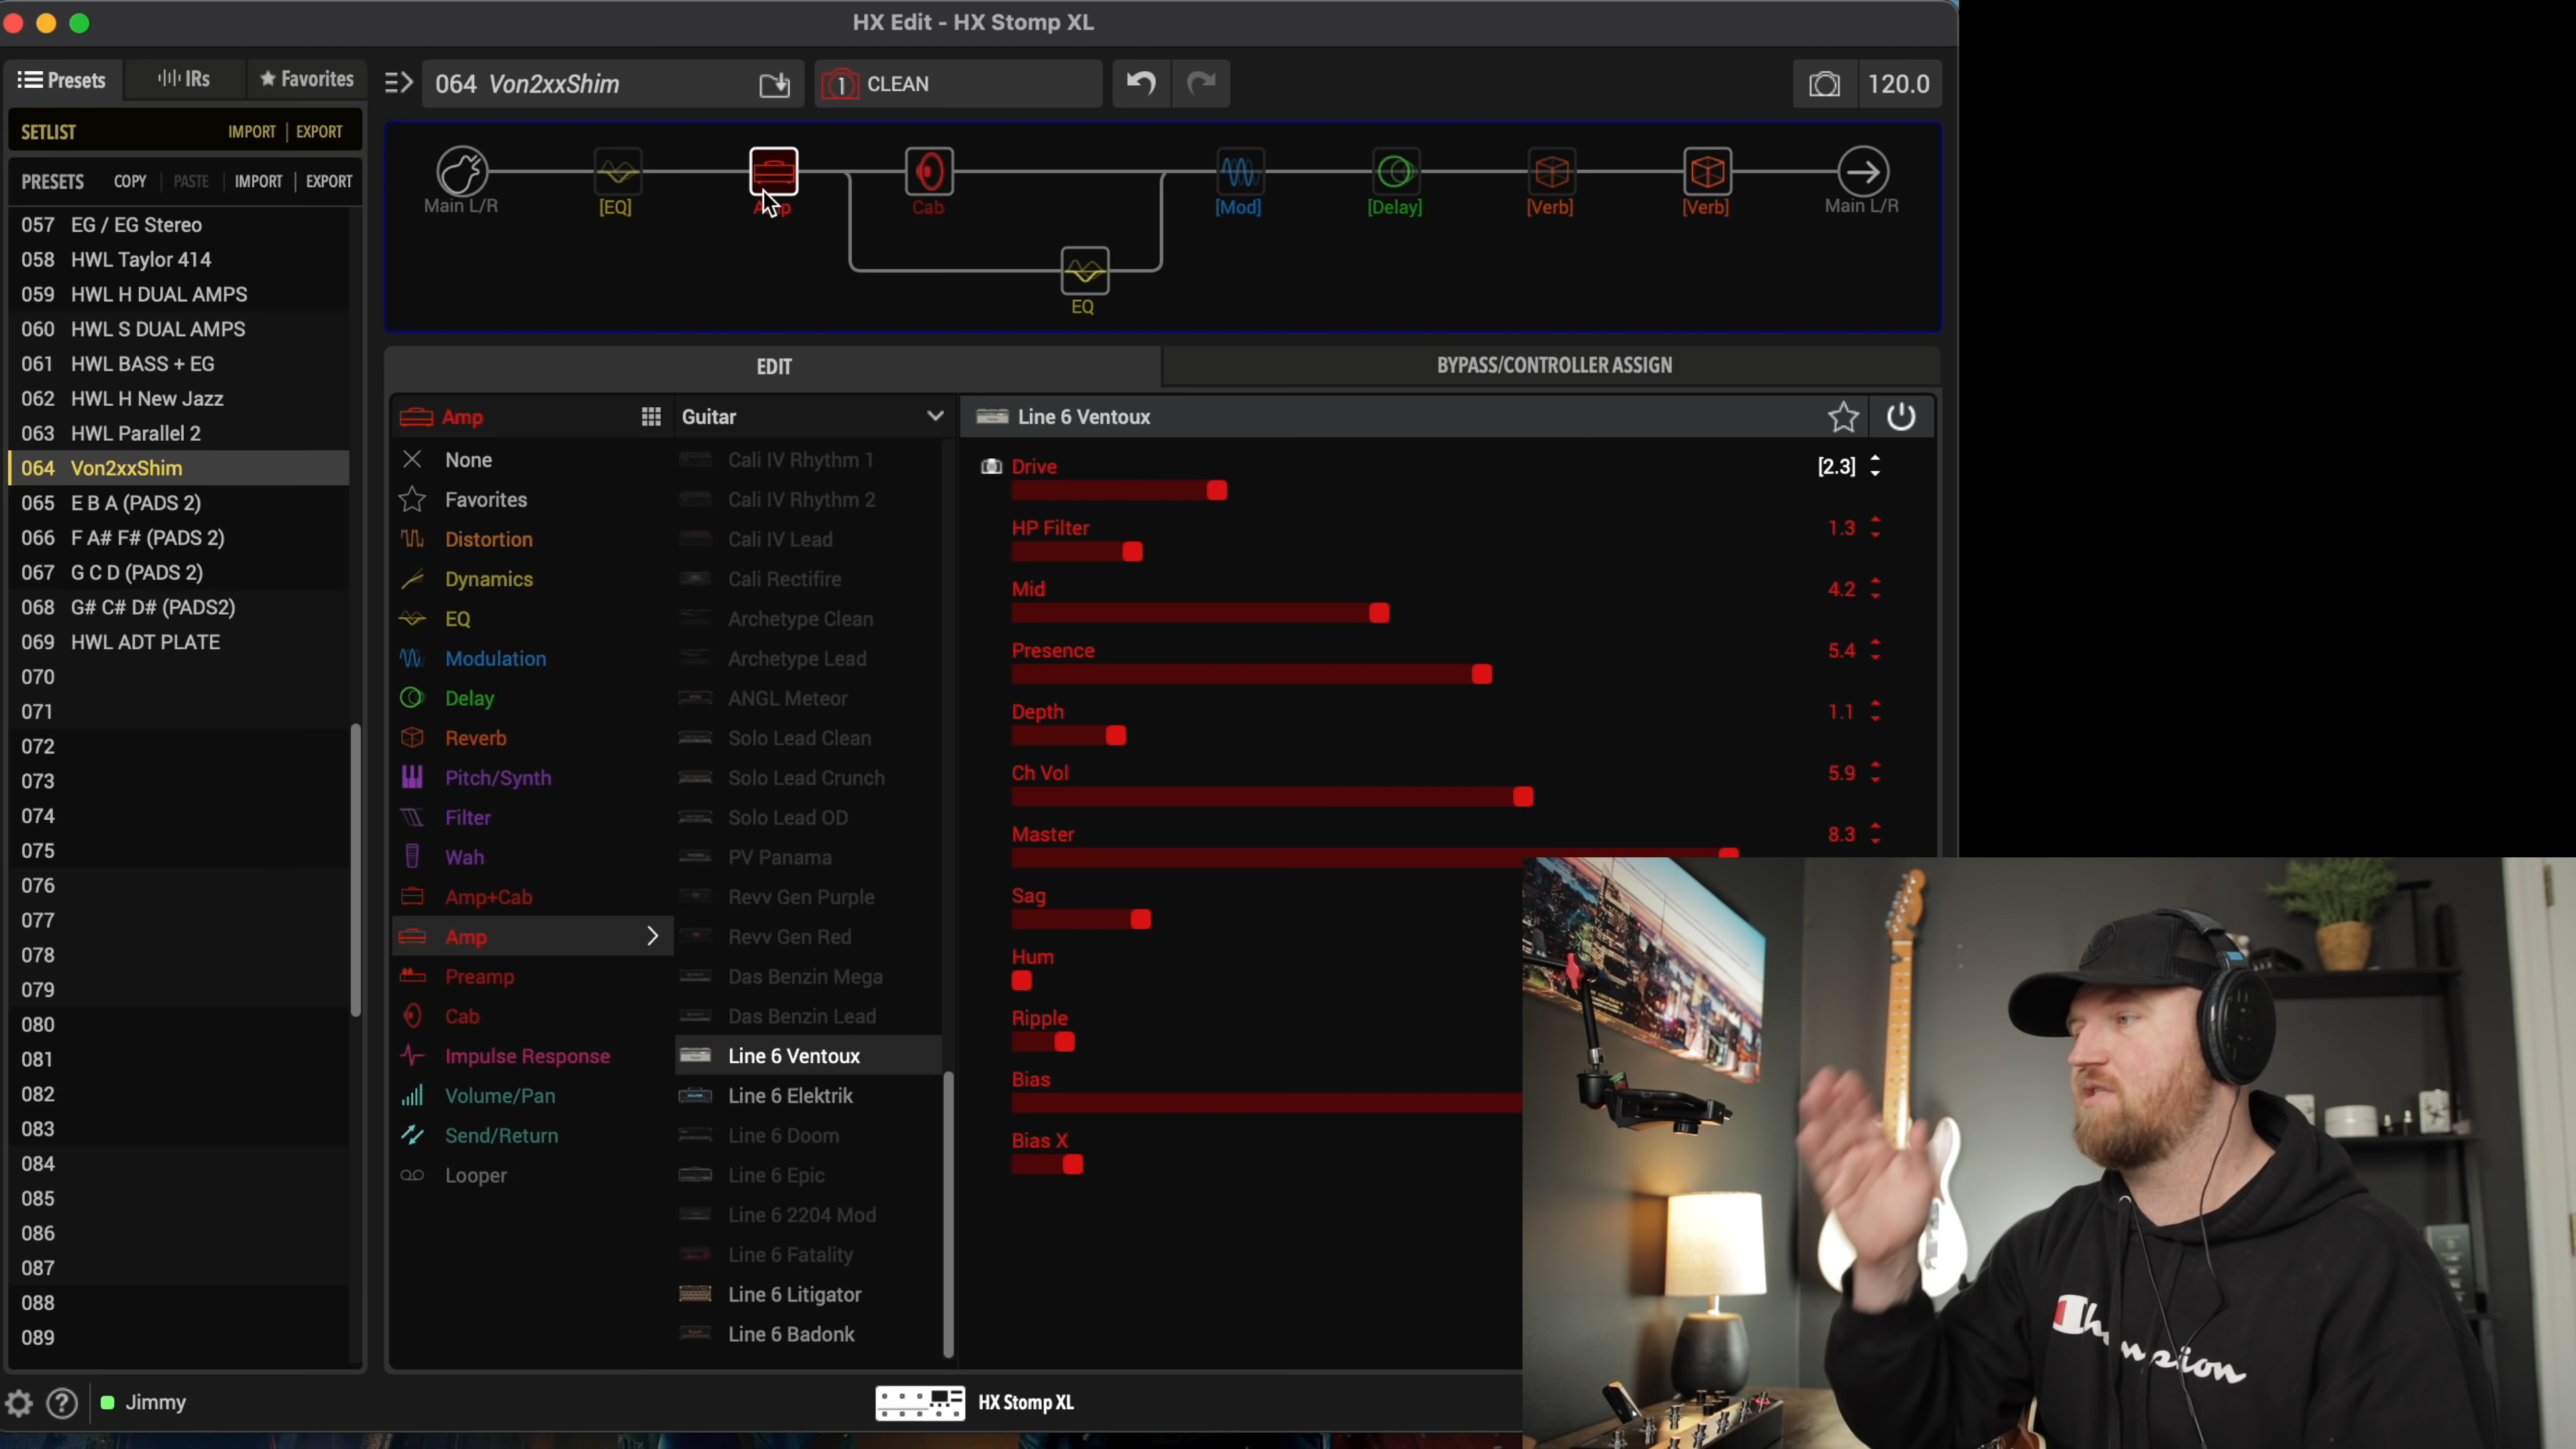 HX Edit - HX Stomp XL
Presets IRs Favorites
064 Von2xxShim
1 CLEAN
120.0
SETLIST IMPORT | EXPORT
PRESETS COPY | PASTE | IMPORT | EXPORT
Main L/R
[EQ]
Cab
[Mod]
[Delay]
[Verb]
[Verb]
Main L/R
EQ
057 EG / EG Stereo
058 HWL Taylor 414
059 HWL H DUAL AMPS
060 HWL S DUAL AMPS
061 HWL BASS + EG
062 HWL H New Jazz
063 HWL Parallel 2
064 Von2xxShim
065 E B A (PADS 2)
066 F A# F# (PADS 2)
067 G C D (PADS 2)
068 G# C# D# (PADS2)
069 HWL ADT PLATE
070
071
072
073
074
075
076
077
078
079
080
081
082
083
084
085
086
087
088
089
EDIT
BYPASS/CONTROLLER ASSIGN
Amp
Guitar
Line 6 Ventoux
None
Favorites
Distortion
Dynamics
EQ
Modulation
Delay
Reverb
Pitch/Synth
Filter
Wah
Amp+Cab
Amp
Preamp
Cab
Impulse Response
Volume/Pan
Send/Return
Looper
Cali IV Rhythm 1
Cali IV Rhythm 2
Cali IV Lead
Cali Rectifire
Archetype Clean
Archetype Lead
ANGL Meteor
Solo Lead Clean
Solo Lead Crunch
Solo Lead OD
PV Panama
Revv Gen Purple
Revv Gen Red
Das Benzin Mega
Das Benzin Lead
Line 6 Ventoux
Line 6 Elektrik
Line 6 Doom
Line 6 Epic
Line 6 2204 Mod
Line 6 Fatality
Line 6 Litigator
Line 6 Badonk
Drive [2.3]
HP Filter 1.3
Mid 4.2
Presence 5.4
Depth 1.1
Ch Vol 5.9
Master 8.3
Sag
Hum
Ripple
Bias
Bias X
Champion
? Jimmy
HX Stomp XL